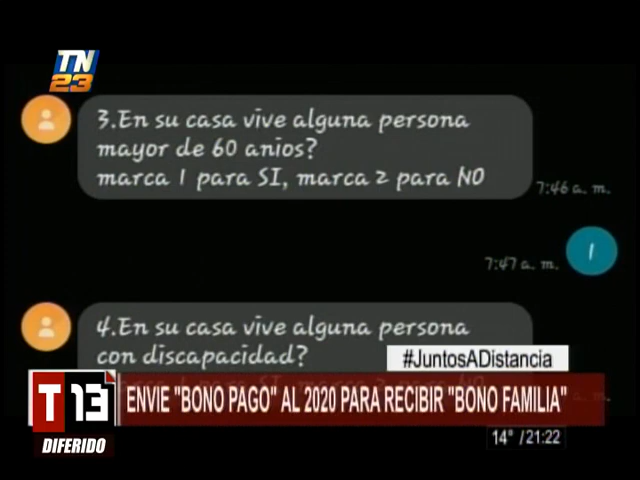 TN
23
3.En su casa vive alguna persona
mayor de 60 anios?
marca 1 para SI, marca 2 para NO
7:46 a. m.
1
7:47 a. m.
4.En su casa vive alguna persona
con discapacidad?
#JuntosADistancia
T13
ENVIE "BONO PAGO" AL 2020 PARA RECIBIR "BONO FAMILIA"
DIFERIDO
14° /21:22